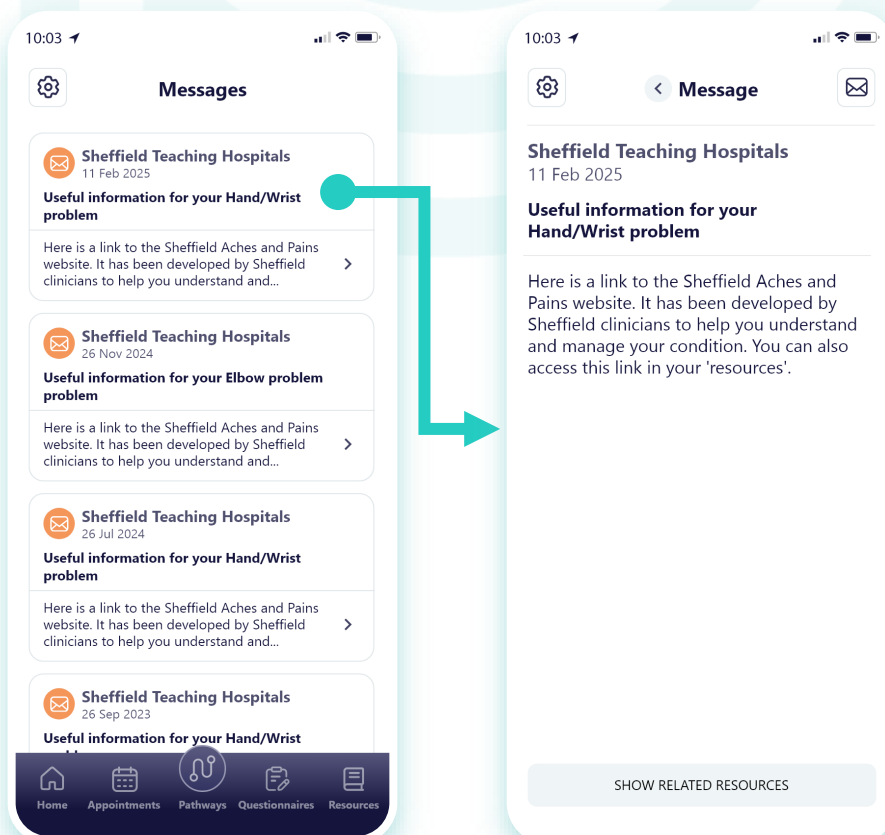 10:03
Messages
Sheffield Teaching Hospitals
11 Feb 2025
Useful information for your Hand/Wrist
problem
Here is a link to the Sheffield Aches and Pains
website. It has been developed by Sheffield
clinicians to help you understand and...
Sheffield Teaching Hospitals
26 Nov 2024
Useful information for your Elbow problem
problem
Here is a link to the Sheffield Aches and Pains
website. It has been developed by Sheffield
clinicians to help you understand and...
Sheffield Teaching Hospitals
26 Jul 2024
Useful information for your Hand/Wrist
problem
Here is a link to the Sheffield Aches and Pains
website. It has been developed by Sheffield
clinicians to help you understand and...
Sheffield Teaching Hospitals
26 Sep 2023
Useful information for your Hand/Wrist
Home Appointments Pathways Questionnaires Resources
10:03
Message
Sheffield Teaching Hospitals
11 Feb 2025
Useful information for your
Hand/Wrist problem
Here is a link to the Sheffield Aches and
Pains website. It has been developed by
Sheffield clinicians to help you understand
and manage your condition. You can also
access this link in your 'resources'.
SHOW RELATED RESOURCES